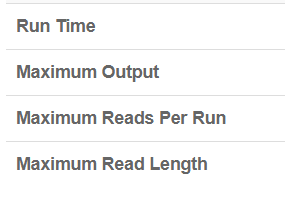 Run Time
Maximum Output
Maximum Reads Per Run
Maximum Read Length